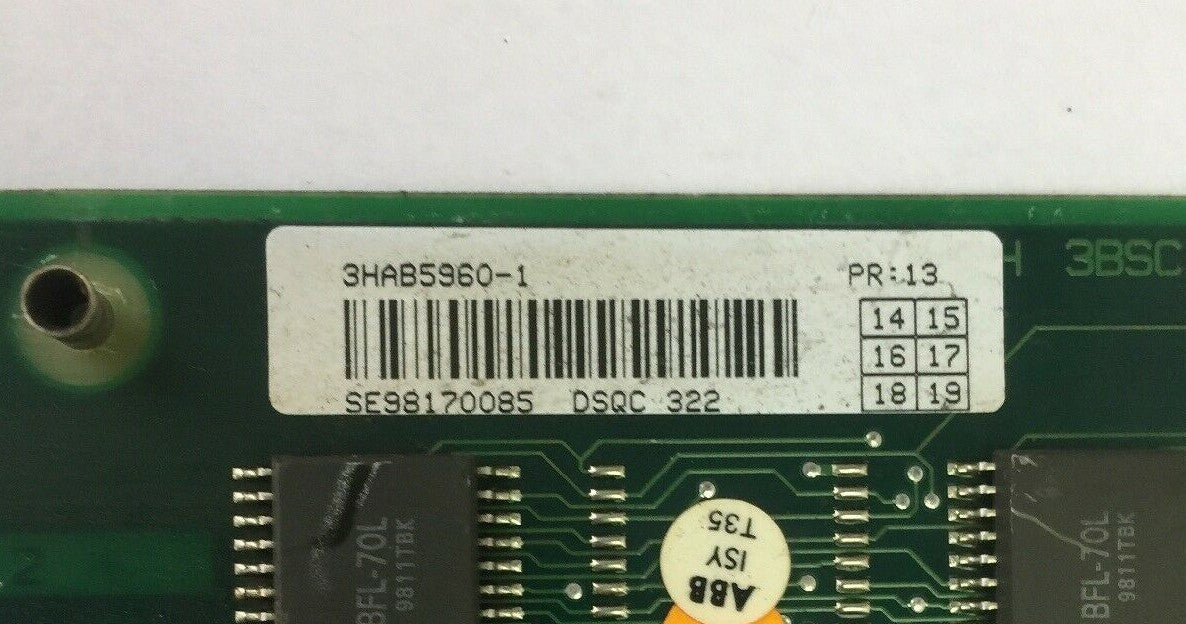 3HAB5960-1
PR:13
14 15
16 17
18 19
SE98170085 DSQC 322
3BSC
BFL-70L
9811TBK
ABB
ISY
T35
BFL-70L
9811TBK